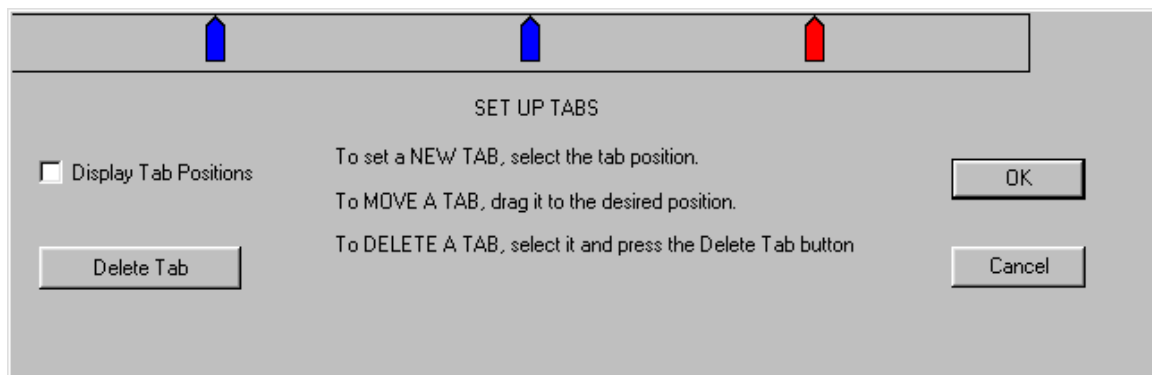 SET UP TABS
To set a NEW TAB, select the tab position.
Display Tab Positions
OK
To MOVE A TAB, drag it to the desired position.
To DELETE A TAB, select it and press the Delete Tab button
Delete Tab
Cancel